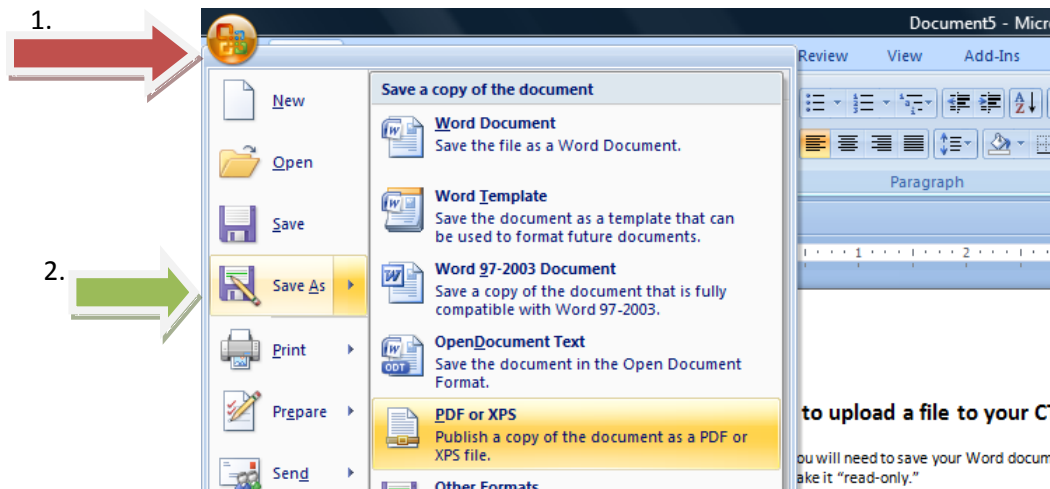 1.
Document5 - Micr
Review View Add-Ins
New
Open
Save
2.
Save As
Print
Prepare
Send
Save a copy of the document
Word Document
Save the file as a Word Document.
Word Template
Save the document as a template that can
be used to format future documents.
Word 97-2003 Document
Save a copy of the document that is fully
compatible with Word 97-2003.
OpenDocument Text
ODT
Save the document in the Open Document
Format.
PDF or XPS
Publish a copy of the document as a PDF or
XPS file.
Other Formats
Paragraph
1 2
to upload a file to your CT
ou will need to save your Word docum
ake it “read-only.”